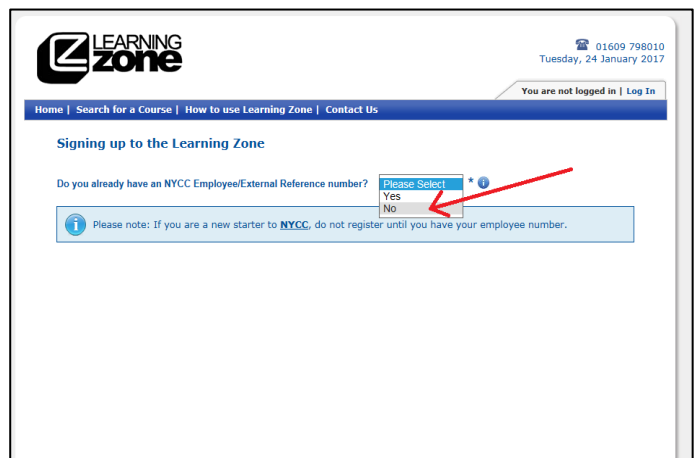 LEARNING
zone
01609 798010
Tuesday, 24 January 2017
You are not logged in | Log In
Home | Search for a Course | How to use Learning Zone | Contact Us
Signing up to the Learning Zone
Do you already have an NYCC Employee/External Reference number? Please Select *
Yes
No
Please note: If you are a new starter to NYCC, do not register until you have your employee number.